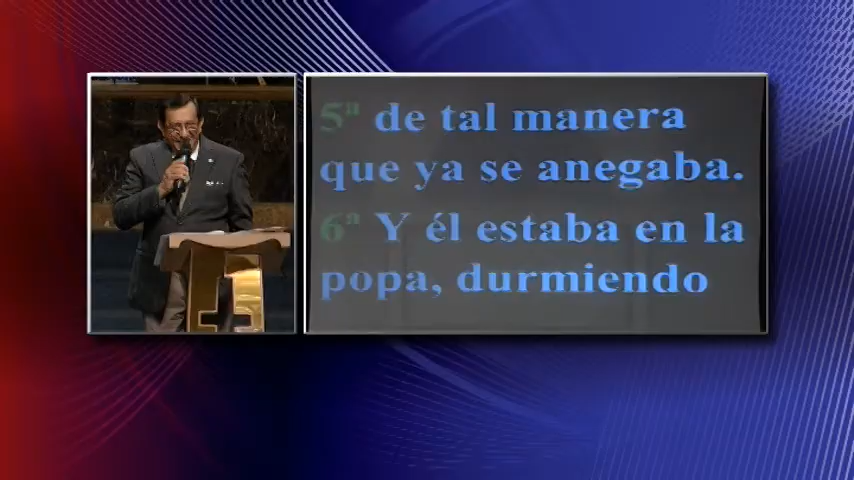 5ª de tal manera
que ya se anegaba.
6ª Y él estaba en la
popa, durmiendo